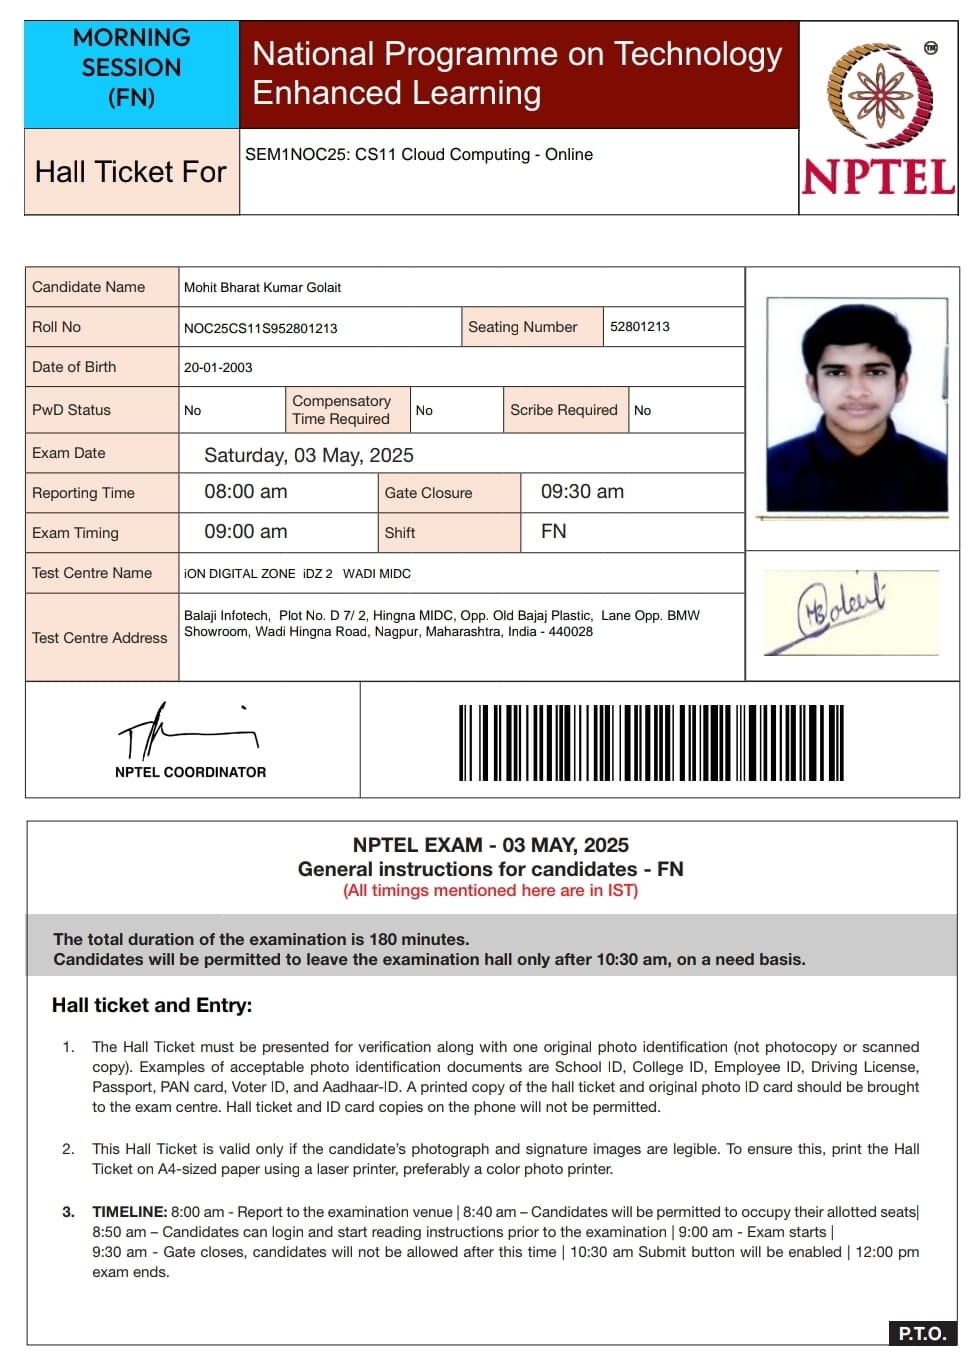 MORNING
SESSION
(FN)
National Programme on Technology
Enhanced Learning
TM
NPTEL
Hall Ticket For
SEM1NOC25: CS11 Cloud Computing - Online
Candidate Name
Mohit Bharat Kumar Golait
Roll No
NOC25CS11S952801213
Seating Number
52801213
Date of Birth
20-01-2003
PwD Status
No
Compensatory
Time Required
No
Scribe Required
No
Exam Date
Saturday, 03 May, 2025
Reporting Time
08:00 am
Gate Closure
09:30 am
Exam Timing
09:00 am
Shift
FN
Test Centre Name
iON DIGITAL ZONE iDZ 2 WADI MIDC
Test Centre Address
Balaji Infotech, Plot No. D 7/ 2, Hingna MIDC, Opp. Old Bajaj Plastic, Lane Opp. BMW
Showroom, Wadi Hingna Road, Nagpur, Maharashtra, India - 440028
NPTEL COORDINATOR
NPTEL EXAM - 03 MAY, 2025
General instructions for candidates - FN
(All timings mentioned here are in IST)
The total duration of the examination is 180 minutes.
Candidates will be permitted to leave the examination hall only after 10:30 am, on a need basis.
Hall ticket and Entry:
1. The Hall Ticket must be presented for verification along with one original photo identification (not photocopy or scanned
copy). Examples of acceptable photo identification documents are School ID, College ID, Employee ID, Driving License,
Passport, PAN card, Voter ID, and Aadhaar-ID. A printed copy of the hall ticket and original photo ID card should be brought
to the exam centre. Hall ticket and ID card copies on the phone will not be permitted.
2. This Hall Ticket is valid only if the candidate's photograph and signature images are legible. To ensure this, print the Hall
Ticket on A4-sized paper using a laser printer, preferably a color photo printer.
3. TIMELINE: 8:00 am - Report to the examination venue | 8:40 am – Candidates will be permitted to occupy their allotted seats|
8:50 am – Candidates can login and start reading instructions prior to the examination | 9:00 am - Exam starts |
9:30 am - Gate closes, candidates will not be allowed after this time | 10:30 am Submit button will be enabled | 12:00 pm
exam ends.
P.T.O.